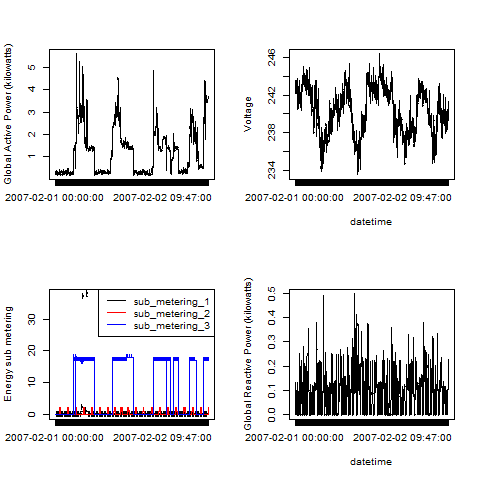 Global Active Power (kilowatts)
1 2 3 4 5
2007-02-01 00:00:00 2007-02-02 09:47:00
Voltage
234 238 242 246
2007-02-01 00:00:00 2007-02-02 09:47:00
datetime
Energy sub metering
0 10 20 30
sub_metering_1
sub_metering_2
sub_metering_3
2007-02-01 00:00:00 2007-02-02 09:47:00
Global Reactive Power (kilowatts)
0.0 0.1 0.2 0.3 0.4 0.5
2007-02-01 00:00:00 2007-02-02 09:47:00
datetime